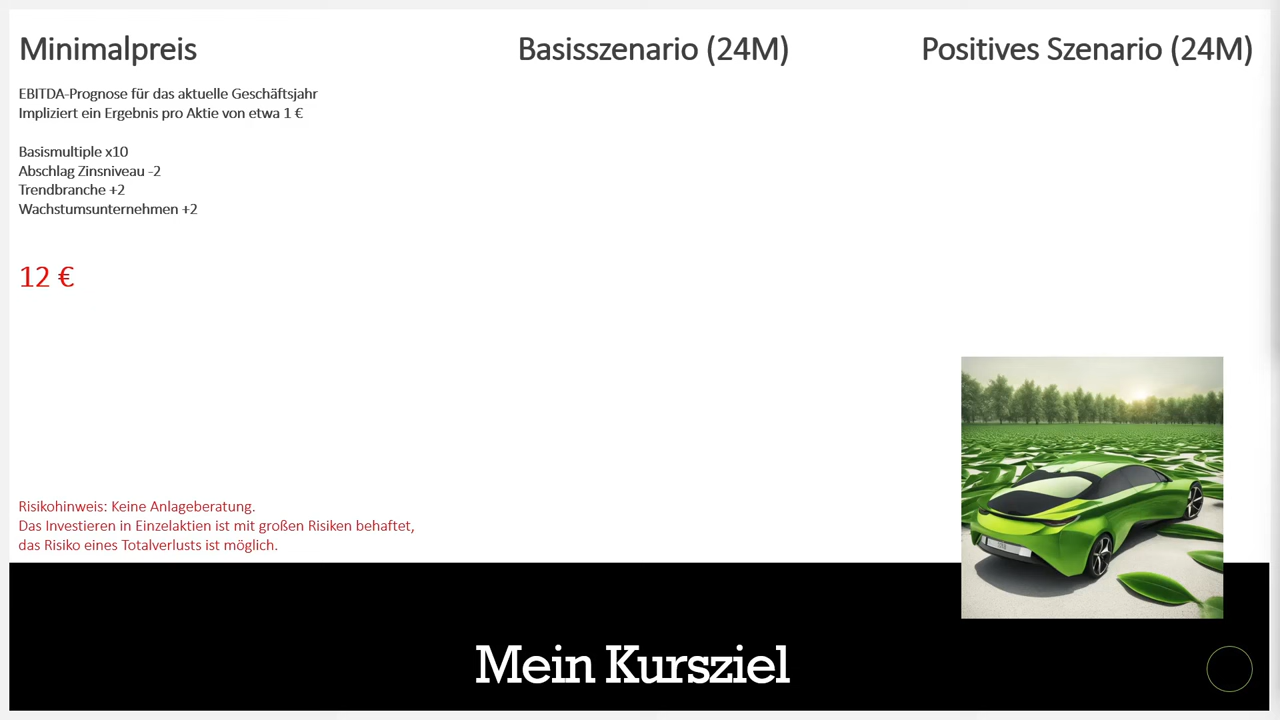 Minimalpreis
Basisszenario (24M)
Positives Szenario (24M)
EBITDA-Prognose für das aktuelle Geschäftsjahr
Impliziert ein Ergebnis pro Aktie von etwa 1 €
Basismultiple x10
Abschlag Zinsniveau -2
Trendbranche +2
Wachstumsunternehmen +2
12 €
Risikohinweis: Keine Anlageberatung.
Das Investieren in Einzelaktien ist mit großen Risiken behaftet,
das Risiko eines Totalverlusts ist möglich.
Mein Kursziel